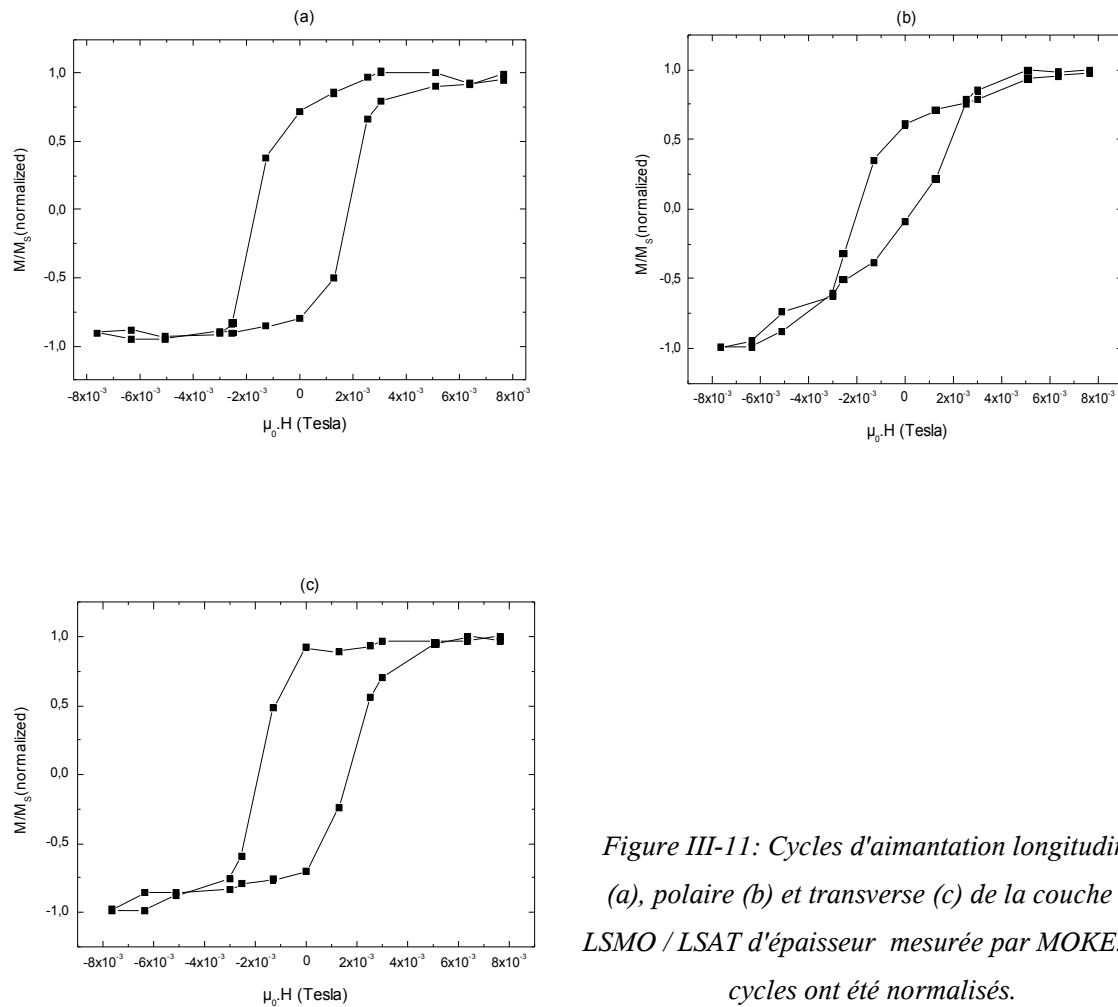 (a)
1,0
0,5
0,0
-0,5
-1,0
M/M_S(normalized)
-8x10⁻³ -6x10⁻³ -4x10⁻³ -2x10⁻³ 0 2x10⁻³ 4x10⁻³ 6x10⁻³ 8x10⁻³
µ₀.H (Tesla)
(b)
1,0
0,5
0,0
-0,5
-1,0
M/M_S(normalized)
-8x10⁻³ -6x10⁻³ -4x10⁻³ -2x10⁻³ 0 2x10⁻³ 4x10⁻³ 6x10⁻³ 8x10⁻³
µ₀.H (Tesla)
(c)
1,0
0,5
0,0
-0,5
-1,0
M/M_S(normalized)
-8x10⁻³ -6x10⁻³ -4x10⁻³ -2x10⁻³ 0 2x10⁻³ 4x10⁻³ 6x10⁻³ 8x10⁻³
µ₀.H (Tesla)
Figure III-11: Cycles d'aimantation
(a), polaire (b) et transverse (c) de la couche
LSMO / LSAT d'épaisseur mesurée par MOKE
cycles ont été normalisés.